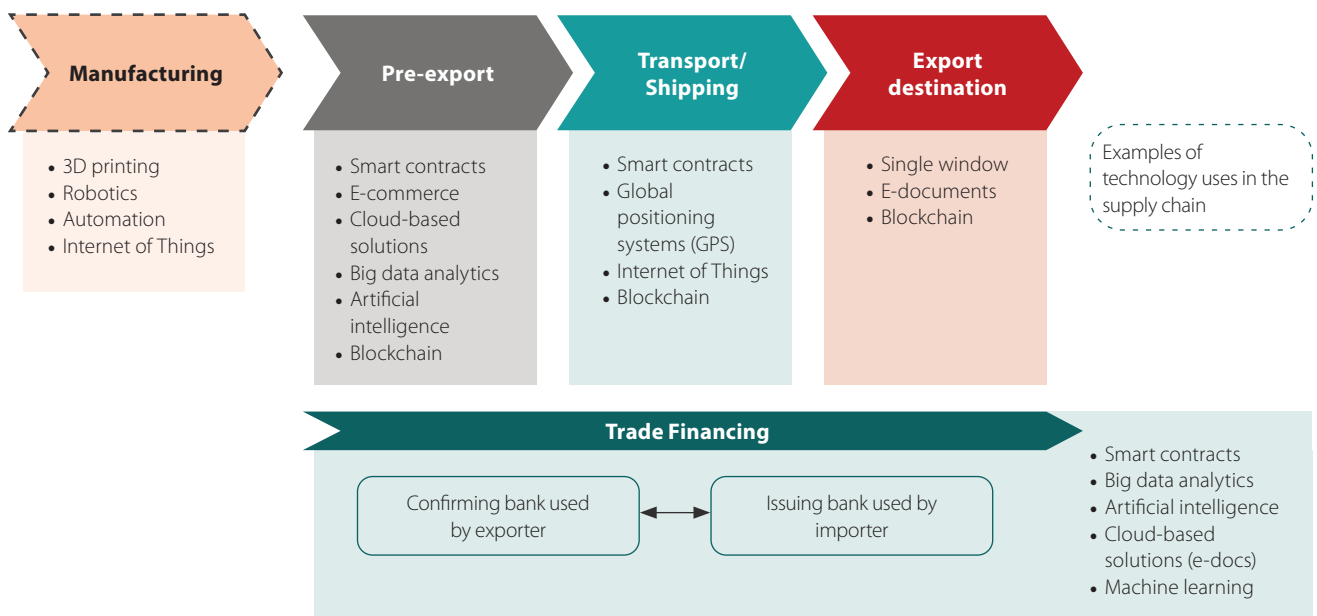 Manufacturing
• 3D printing
• Robotics
• Automation
• Internet of Things
Pre-export
• Smart contracts
• E-commerce
• Cloud-based
solutions
• Big data analytics
• Artificial
intelligence
• Blockchain
Transport/
Shipping
• Smart contracts
• Global
positioning
systems (GPS)
• Internet of Things
• Blockchain
Export
destination
• Single window
• E-documents
• Blockchain
Examples of
technology uses in the
supply chain
Trade Financing
Confirming bank used
by exporter
Issuing bank used by
importer
• Smart contracts
• Big data analytics
• Artificial intelligence
• Cloud-based
solutions (e-docs)
• Machine learning